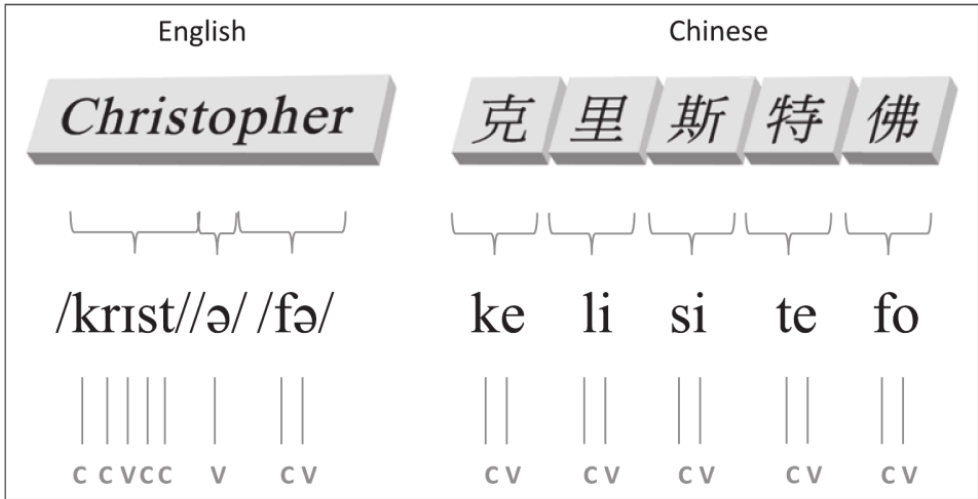 English Chinese
Christopher 克 里 斯 特 佛
/krɪst//ə/ /fə/ ke li si te fo
C C V C C V C V C V C V C V C V C V